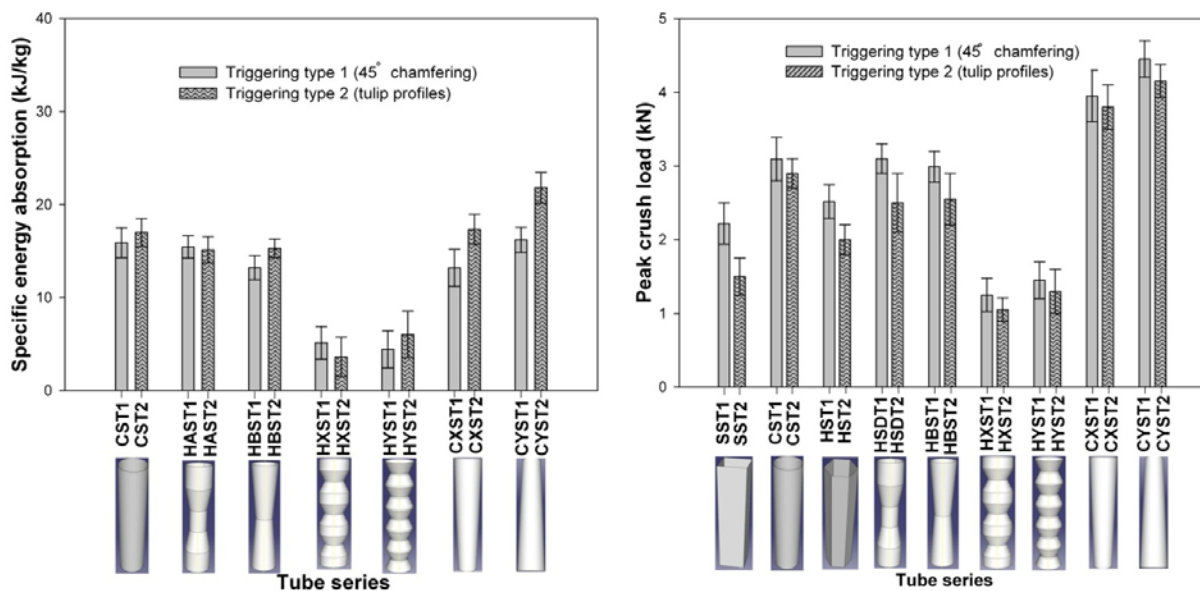 Specific energy absorption (kJ/kg)
40
30
20
10
0
Triggering type 1 (45° chamfering)
Triggering type 2 (tulip profiles)
CST1
CST2
HAST1
HAST2
HBST1
HBST2
HXST1
HXST2
HYST1
HYST2
CXST1
CXST2
CYST1
CYST2
Tube series
Peak crush load (kN)
5
4
3
2
1
0
Triggering type 1 (45° chamfering)
Triggering type 2 (tulip profiles)
SST1
SST2
CST1
CST2
HST1
HST2
HSDT1
HSDT2
HBST1
HBST2
HXST1
HXST2
HYST1
HYST2
CXST1
CXST2
CYST1
CYST2
Tube series